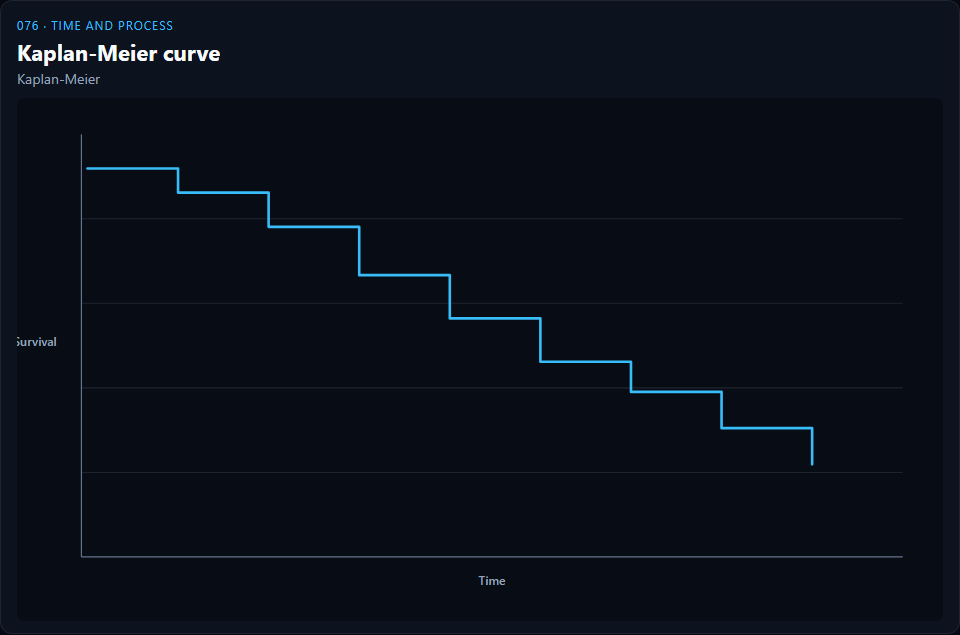 076 · TIME AND PROCESS
Kaplan-Meier curve
Kaplan-Meier
Survival
Time